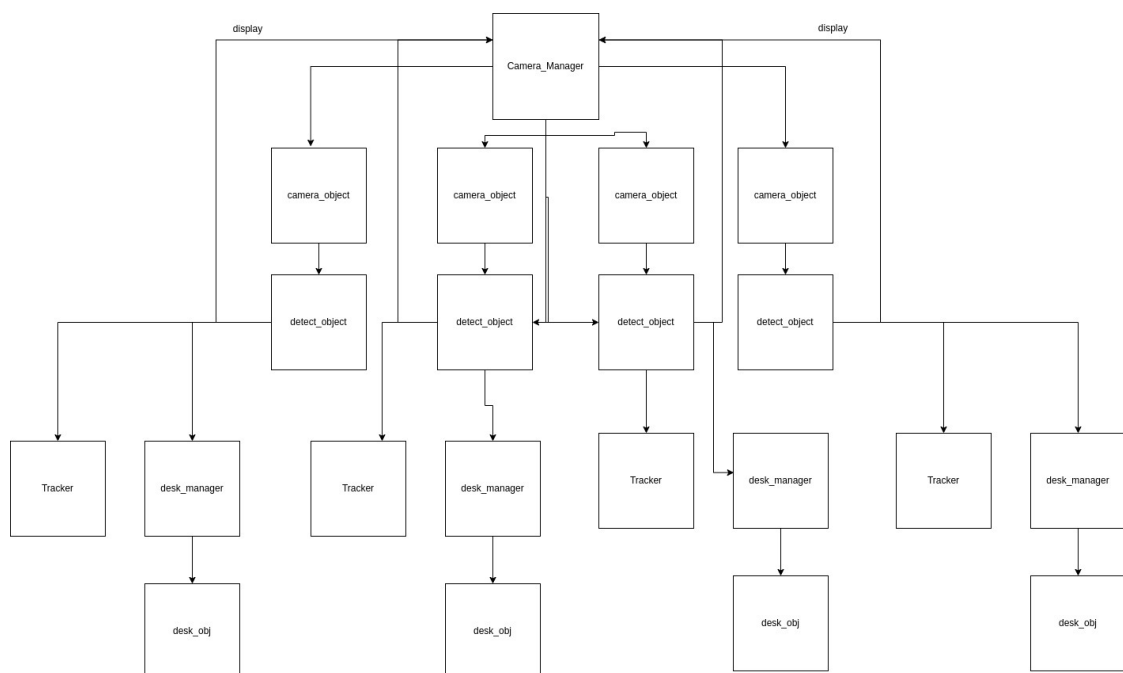 display
display
Camera_Manager
camera_object
camera_object
camera_object
camera_object
detect_object
detect_object
detect_object
detect_object
Tracker
desk_manager
Tracker
desk_manager
Tracker
desk_manager
Tracker
desk_manager
desk_obj
desk_obj
desk_obj
desk_obj